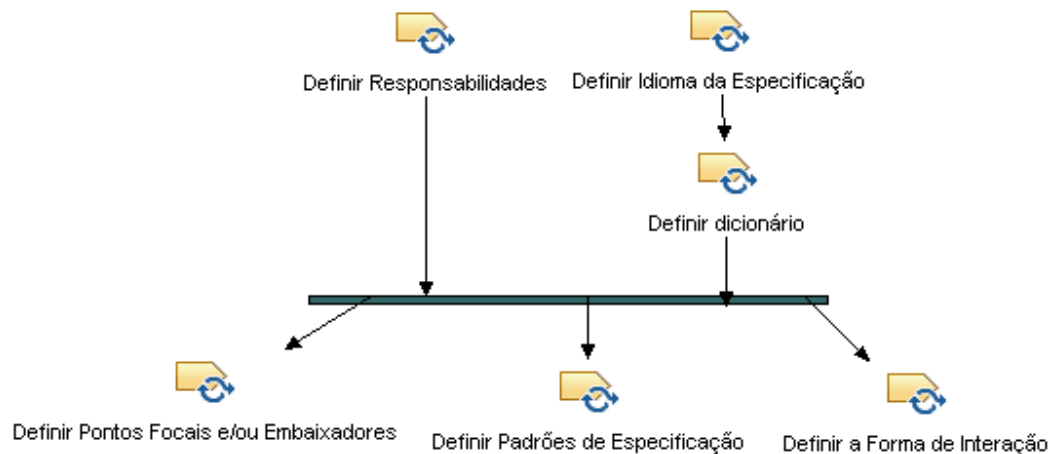 Definir Responsabilidades
Definir Idioma da Especificação
Definir dicionário
Definir Pontos Focais e/ou Embaixadores
Definir Padrões de Especificação
Definir a Forma de Interação